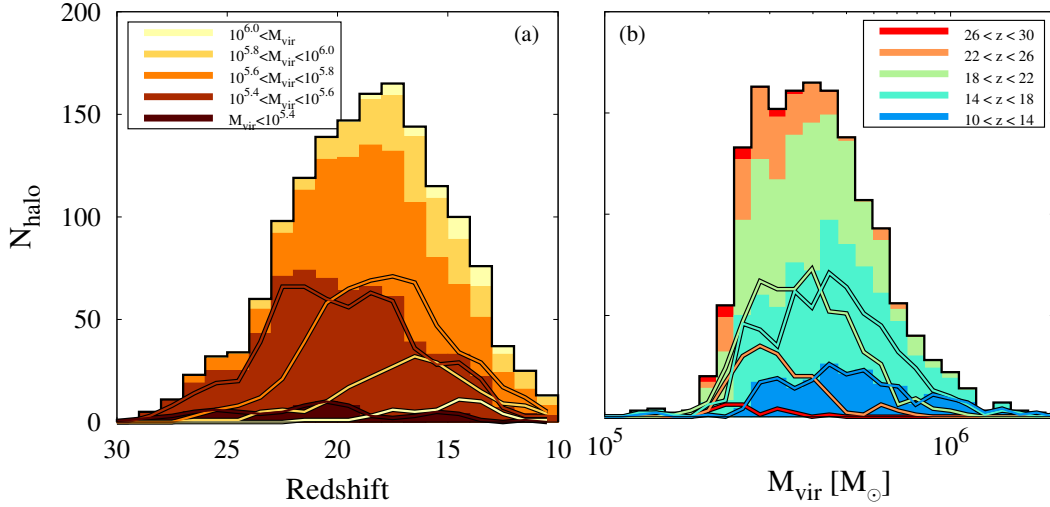 200
150
100
50
0
N_halo
(a)
10^6.0<M_vir
10^5.8<M_vir<10^6.0
10^5.6<M_vir<10^5.8
10^5.4<M_vir<10^5.6
M_vir<10^5.4
30 25 20 15 10
Redshift
(b)
26 < z < 30
22 < z < 26
18 < z < 22
14 < z < 18
10 < z < 14
10^5 10^6
M_vir [M_⊙]